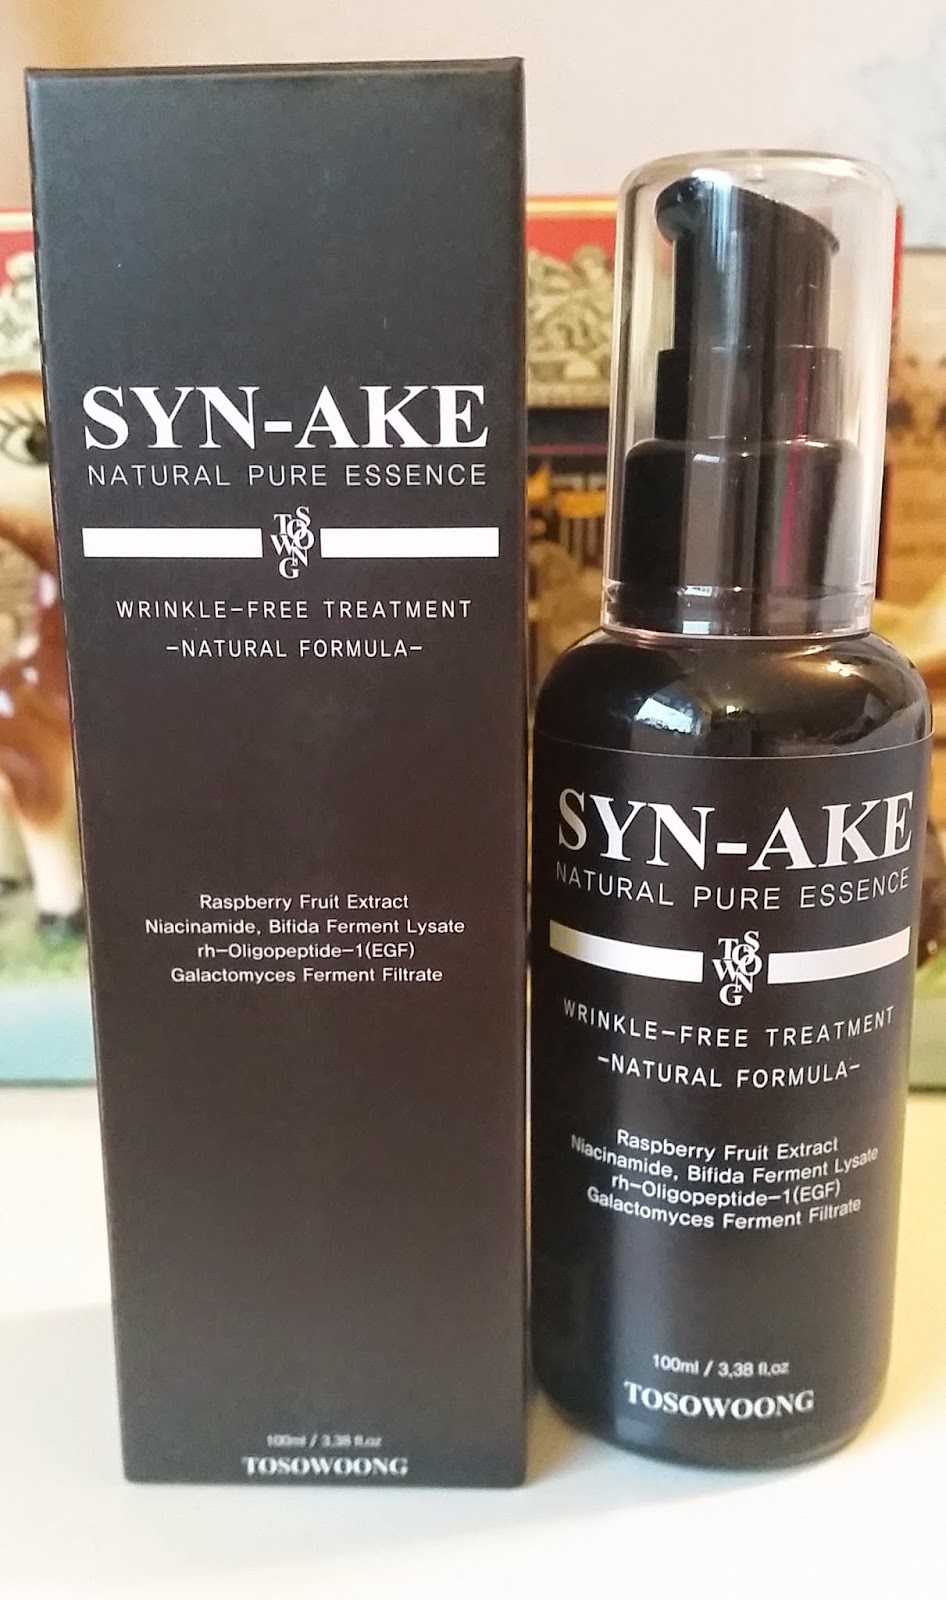 SYN-AKE
NATURAL PURE ESSENCE
TOSOWOONG
WRINKLE-FREE TREATMENT
-NATURAL FORMULA-
Raspberry Fruit Extract
Niacinamide, Bifida Ferment Lysate
rh-Oligopeptide-1(EGF)
Galactomyces Ferment Filtrate
100ml / 3.38 fl.oz
TOSOWOONG
SYN-AKE
NATURAL PURE ESSENCE
TOSOWOONG
WRINKLE-FREE TREATMENT
-NATURAL FORMULA-
Raspberry Fruit Extract
Niacinamide, Bifida Ferment Lysate
rh-Oligopeptide-1(EGF)
Galactomyces Ferment Filtrate
100ml / 3.38 fl.oz
TOSOWOONG